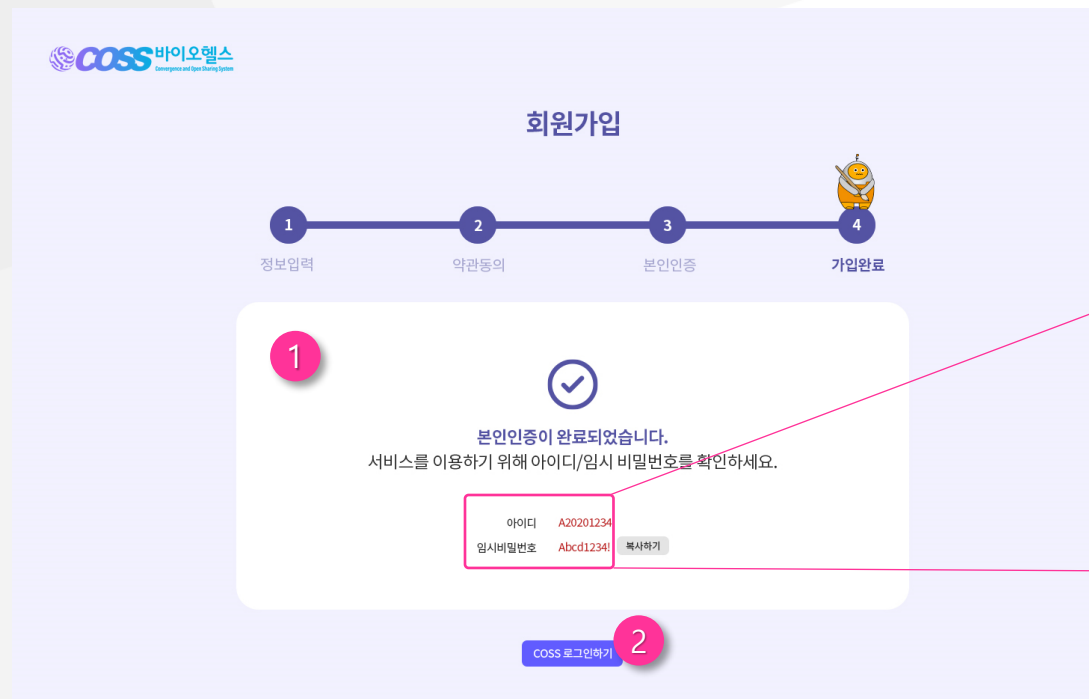 COSS 바이오헬스
Convergence and Open Sharing System
회원가입
1 2 3 4
정보입력 약관동의 본인인증 가입완료
1
본인인증이 완료되었습니다.
서비스를 이용하기 위해 아이디/임시 비밀번호를 확인하세요.
아이디 A20201234
임시비밀번호 Abcd1234! 복사하기
COSS 로그인하기 2